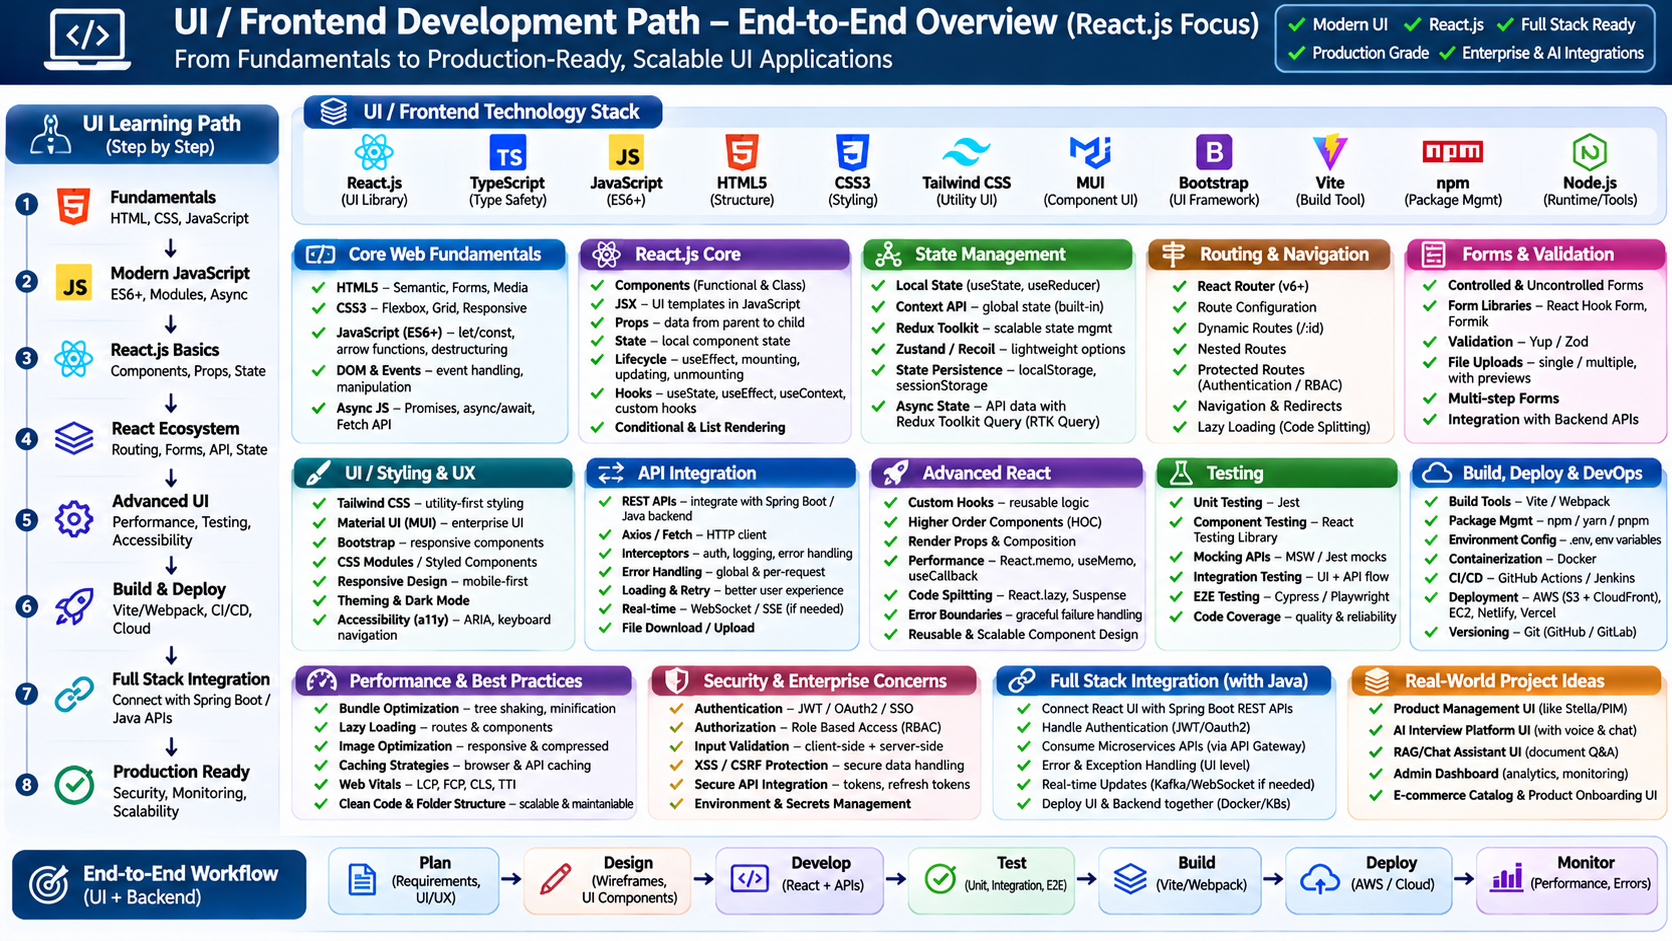 </>
UI / Frontend Development Path – End-to-End Overview (React.js Focus)
From Fundamentals to Production-Ready, Scalable UI Applications
Modern UI
React.js
Full Stack Ready
Production Grade
Enterprise & AI Integrations
UI Learning Path
(Step by Step)
1
Fundamentals
HTML, CSS, JavaScript
2
JS
Modern JavaScript
ES6+, Modules, Async
3
React.js Basics
Components, Props, State
4
React Ecosystem
Routing, Forms, API, State
5
Advanced UI
Performance, Testing,
Accessibility
6
Build & Deploy
Vite/Webpack, CI/CD,
Cloud
7
Full Stack Integration
Connect with Spring Boot /
Java APIs
8
Production Ready
Security, Monitoring,
Scalability
UI / Frontend Technology Stack
React.js
(UI Library)
TS
TypeScript
(Type Safety)
JS
JavaScript
(ES6+)
5
HTML5
(Structure)
3
CSS3
(Styling)
Tailwind CSS
(Utility UI)
MUI
(Component UI)
B
Bootstrap
(UI Framework)
Vite
(Build Tool)
npm
npm
(Package Mgmt)
Node.js
(Runtime/Tools)
Core Web Fundamentals
HTML5 – Semantic, Forms, Media
CSS3 – Flexbox, Grid, Responsive
JavaScript (ES6+) – let/const,
arrow functions, destructuring
DOM & Events – event handling,
manipulation
Async JS – Promises, async/await,
Fetch API
React.js Core
Components (Functional & Class)
JSX – UI templates in JavaScript
Props – data from parent to child
State – local component state
Lifecycle – useEffect, mounting,
updating, unmounting
Hooks – useState, useEffect, useContext,
custom hooks
Conditional & List Rendering
State Management
Local State (useState, useReducer)
Context API – global state (built-in)
Redux Toolkit – scalable state mgmt
Zustand / Recoil – lightweight options
State Persistence – localStorage,
sessionStorage
Async State – API data with
Redux Toolkit Query (RTK Query)
Routing & Navigation
React Router (v6+)
Route Configuration
Dynamic Routes (/:id)
Nested Routes
Protected Routes
(Authentication / RBAC)
Navigation & Redirects
Lazy Loading (Code Splitting)
Forms & Validation
Controlled & Uncontrolled Forms
Form Libraries – React Hook Form,
Formik
Validation – Yup / Zod
File Uploads – single / multiple,
with previews
Multi-step Forms
Integration with Backend APIs
UI / Styling & UX
Tailwind CSS – utility-first styling
Material UI (MUI) – enterprise UI
Bootstrap – responsive components
CSS Modules / Styled Components
Responsive Design – mobile-first
Theming & Dark Mode
Accessibility (a11y) – ARIA, keyboard
navigation
API Integration
REST APIs – integrate with Spring Boot /
Java backend
Axios / Fetch – HTTP client
Interceptors – auth, logging, error handling
Error Handling – global & per-request
Loading & Retry – better user experience
Real-time – WebSocket / SSE (if needed)
File Download / Upload
Advanced React
Custom Hooks – reusable logic
Higher Order Components (HOC)
Render Props & Composition
Performance – React.memo, useMemo,
useCallback
Code Spiltting – React.lazy, Suspense
Error Boundaries – graceful failure handling
Reusable & Scalable Component Design
Testing
Unit Testing – Jest
Component Testing – React
Testing Library
Mocking APIs – MSW / Jest mocks
Integration Testing – UI + API flow
E2E Testing – Cypress / Playwright
Code Coverage – quality & reliability
Build, Deploy & DevOps
Build Tools – Vite / Webpack
Package Mgmt – npm / yarn / pnpm
Environment Config – .env, env variables
Containerization – Docker
CI/CD – GitHub Actions / Jenkins
Deployment – AWS (S3 + CloudFront),
EC2, Netlify, Vercel
Versioning – Git (GitHub / GitLab)
Performance & Best Practices
Bundle Optimization – tree shaking, minification
Lazy Loading – routes & components
Image Optimization – responsive & compressed
Caching Strategies – browser & API caching
Web Vitals – LCP, FCP, CLS, TTI
Clean Code & Folder Structure – scalable & maintaniable
Security & Enterprise Concerns
Authentication – JWT / OAuth2 / SSO
Authorization – Role Based Access (RBAC)
Input Validation – client-side + server-side
XSS / CSRF Protection – secure data handling
Secure API Integration – tokens, refresh tokens
Environment & Secrets Management
Full Stack Integration (with Java)
Connect React UI with Spring Boot REST APIs
Handle Authentication (JWT/Oauth2)
Consume Microservices APIs (via API Gateway)
Error & Exception Handling (UI level)
Real-time Updates (Kafka/WebSocket if needed)
Deploy UI & Backend together (Docker/KBs)
Real-World Project Ideas
Product Management UI (like Stella/PIM)
AI Interview Platform UI (with voice & chat)
RAG/Chat Assistant UI (document Q&A)
Admin Dashboard (analytics, monitoring)
E-commerce Catalog & Product Onboarding UI
End-to-End Workflow
(UI + Backend)
Plan
(Requirements,
UI/UX)
Design
(Wireframes,
UI Components)
</>
Develop
(React + APIs)
Test
(Unit, Integration, E2E)
Build
(Vite/Webpack)
Deploy
(AWS / Cloud)
Monitor
(Performance, Errors)